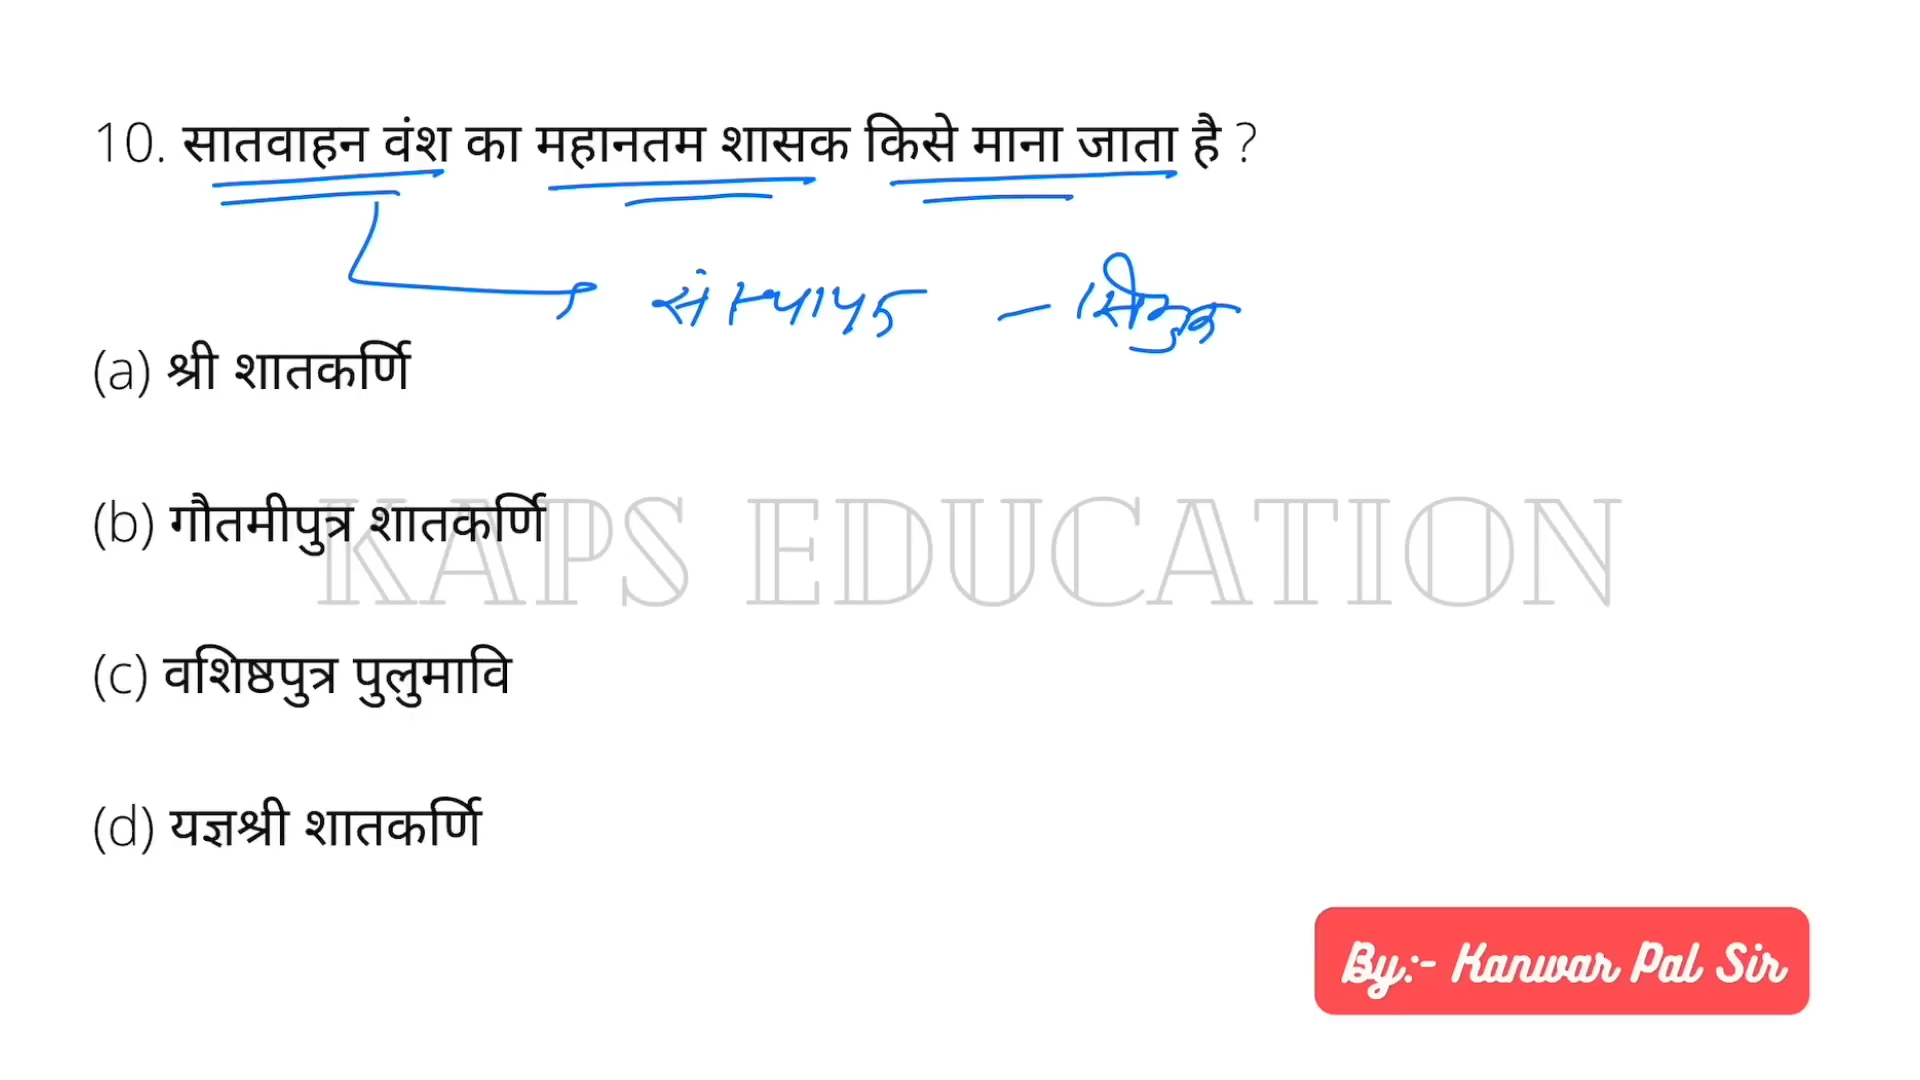 10. सातवाहन वंश का महानतम शासक किसे माना जाता है ?
संस्थापक – सिमुक
(a) श्री शातकर्णि
(b) गौतमीपुत्र शातकर्णि
KAPS EDUCATION
(c) वशिष्ठपुत्र पुलुमावि
(d) यज्ञश्री शातकर्णि
By:- Kanwar Pal Sir